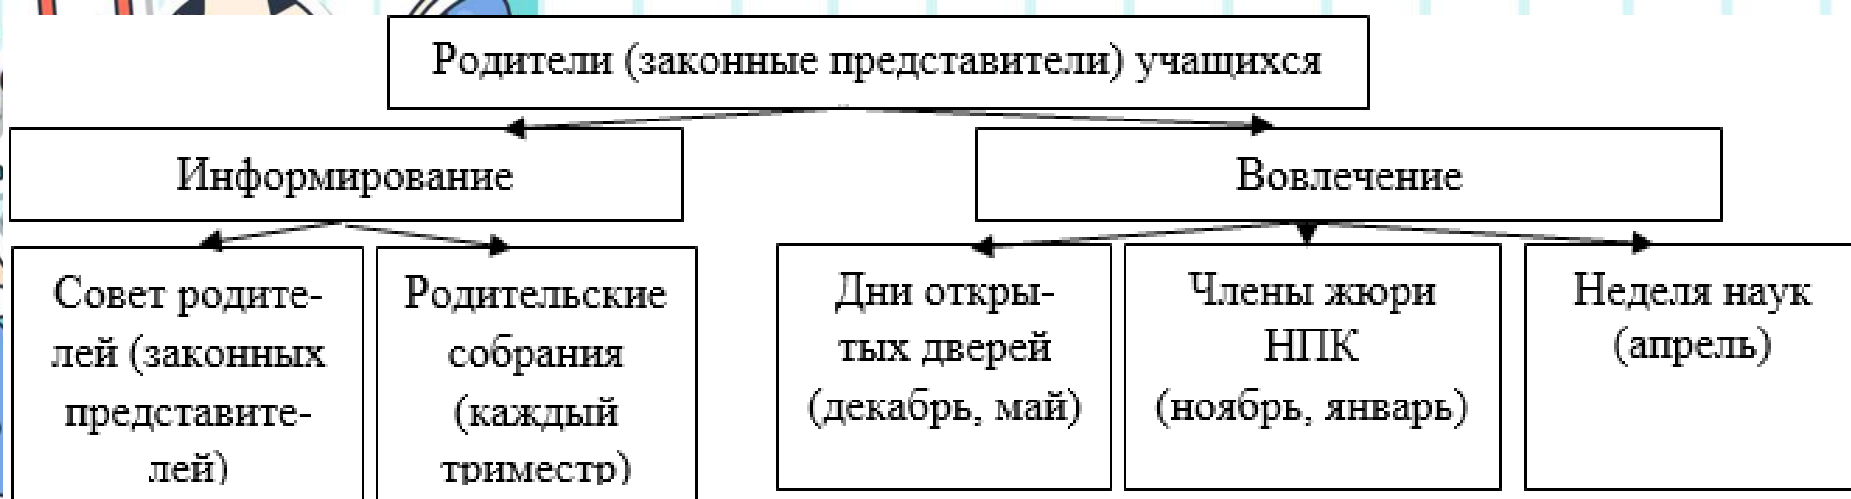 Родители (законные представители) учащихся
Информирование
Вовлечение
Совет родите-
лей (законных
представите-
лей)
Родительские
собрания
(каждый
триместр)
Дни откры-
тых дверей
(декабрь, май)
Члены жюри
НПК
(ноябрь, январь)
Неделя наук
(апрель)